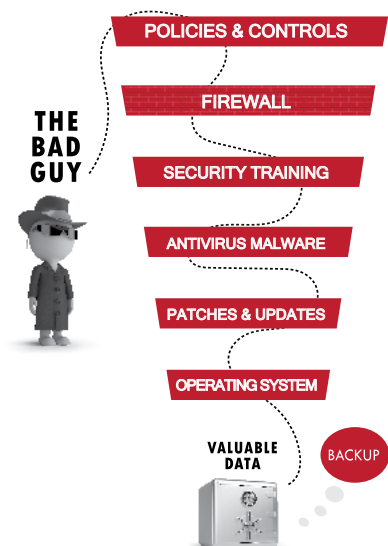 POLICIES & CONTROLS
FIREWALL
THE
BAD
GUY
SECURITY TRAINING
ANTIVIRUS MALWARE
PATCHES & UPDATES
OPERATING SYSTEM
VALUABLE
DATA
BACKUP